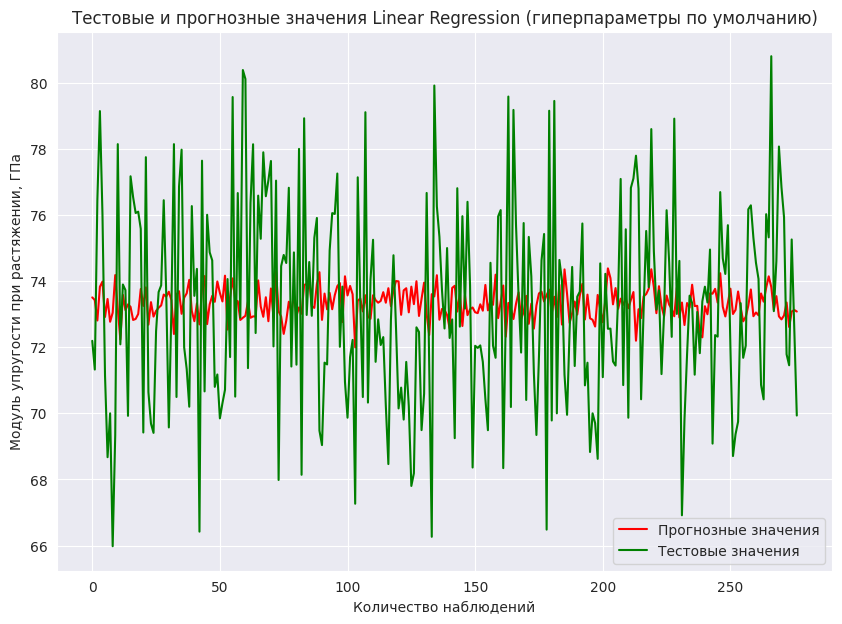 Тестовые и прогнозные значения Linear Regression (гиперпараметры по умолчанию)
Модуль упругости при растяжении, ГПа
80
78
76
74
72
70
68
66
0
50
100
150
200
250
Количество наблюдений
Прогнозные значения
Тестовые значения